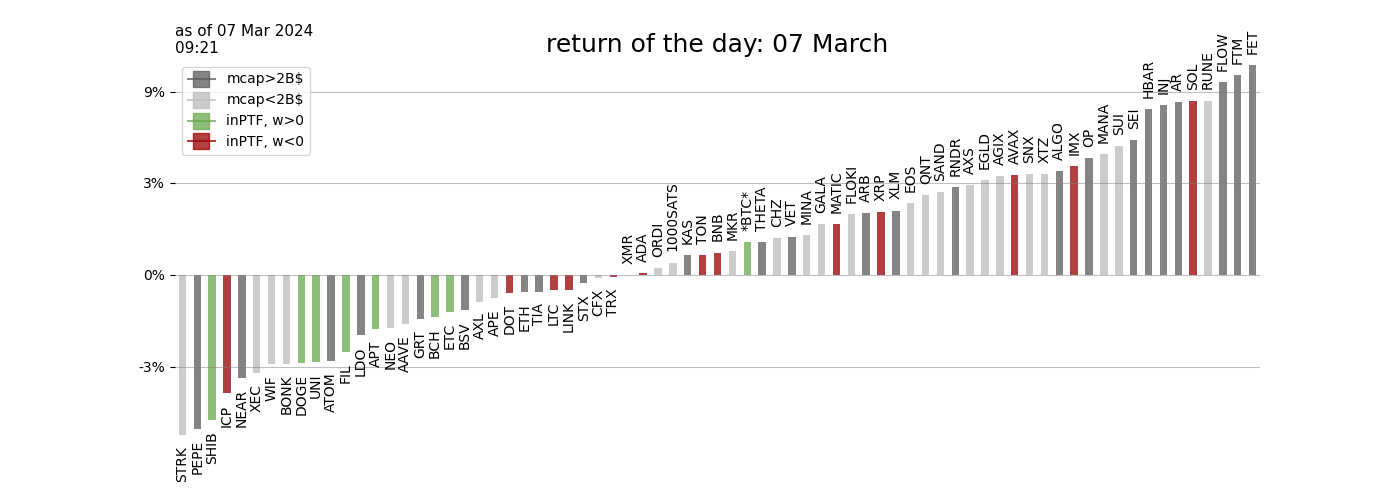 as of 07 Mar 2024
09:21
return of the day: 07 March
mcap>2B$
mcap<2B$
inPTF, w>0
inPTF, w<0
9%
3%
0%
-3%
STRK
PEPE
SHIB
ICP
NEAR
XEC
WIF
BONK
DOGE
UNI
ATOM
FIL
LDO
APT
NEO
AAVE
GRT
BCH
ETC
BSV
AXL
APE
DOT
ETH
TIA
LTC
LINK
STX
CFX
TRX
XMR
ADA
ORDI
1000SATS
KAS
TON
BNB
MKR
*BTC*
THETA
CHZ
VET
MINA
GALA
MATIC
FLOKI
ARB
XRP
XLM
EOS
QNT
SAND
RNDR
AXS
EGLD
AGIX
AVAX
SNX
XTZ
ALGO
IMX
OP
MANA
SUI
SEI
HBAR
INJ
AR
SOL
RUNE
FLOW
FTM
FET